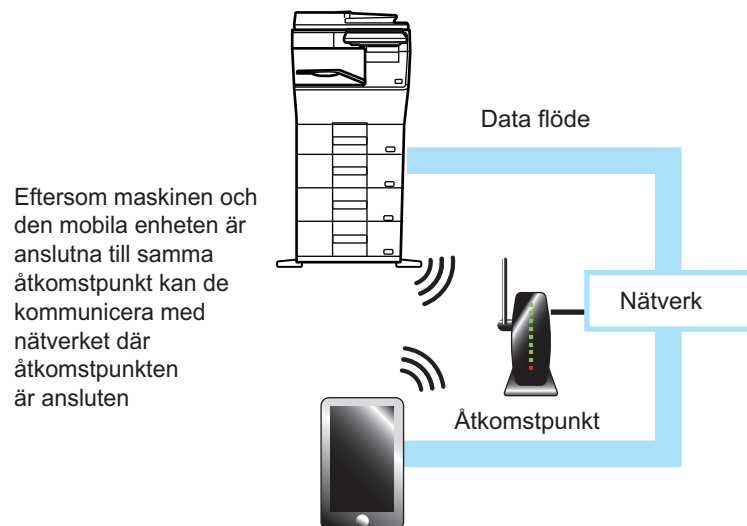 Data flöde
Eftersom maskinen och
den mobila enheten är
anslutna till samma
åtkomstpunkt kan de
kommunicera med
nätverket där
åtkomstpunkten
är ansluten
Nätverk
Åtkomstpunkt